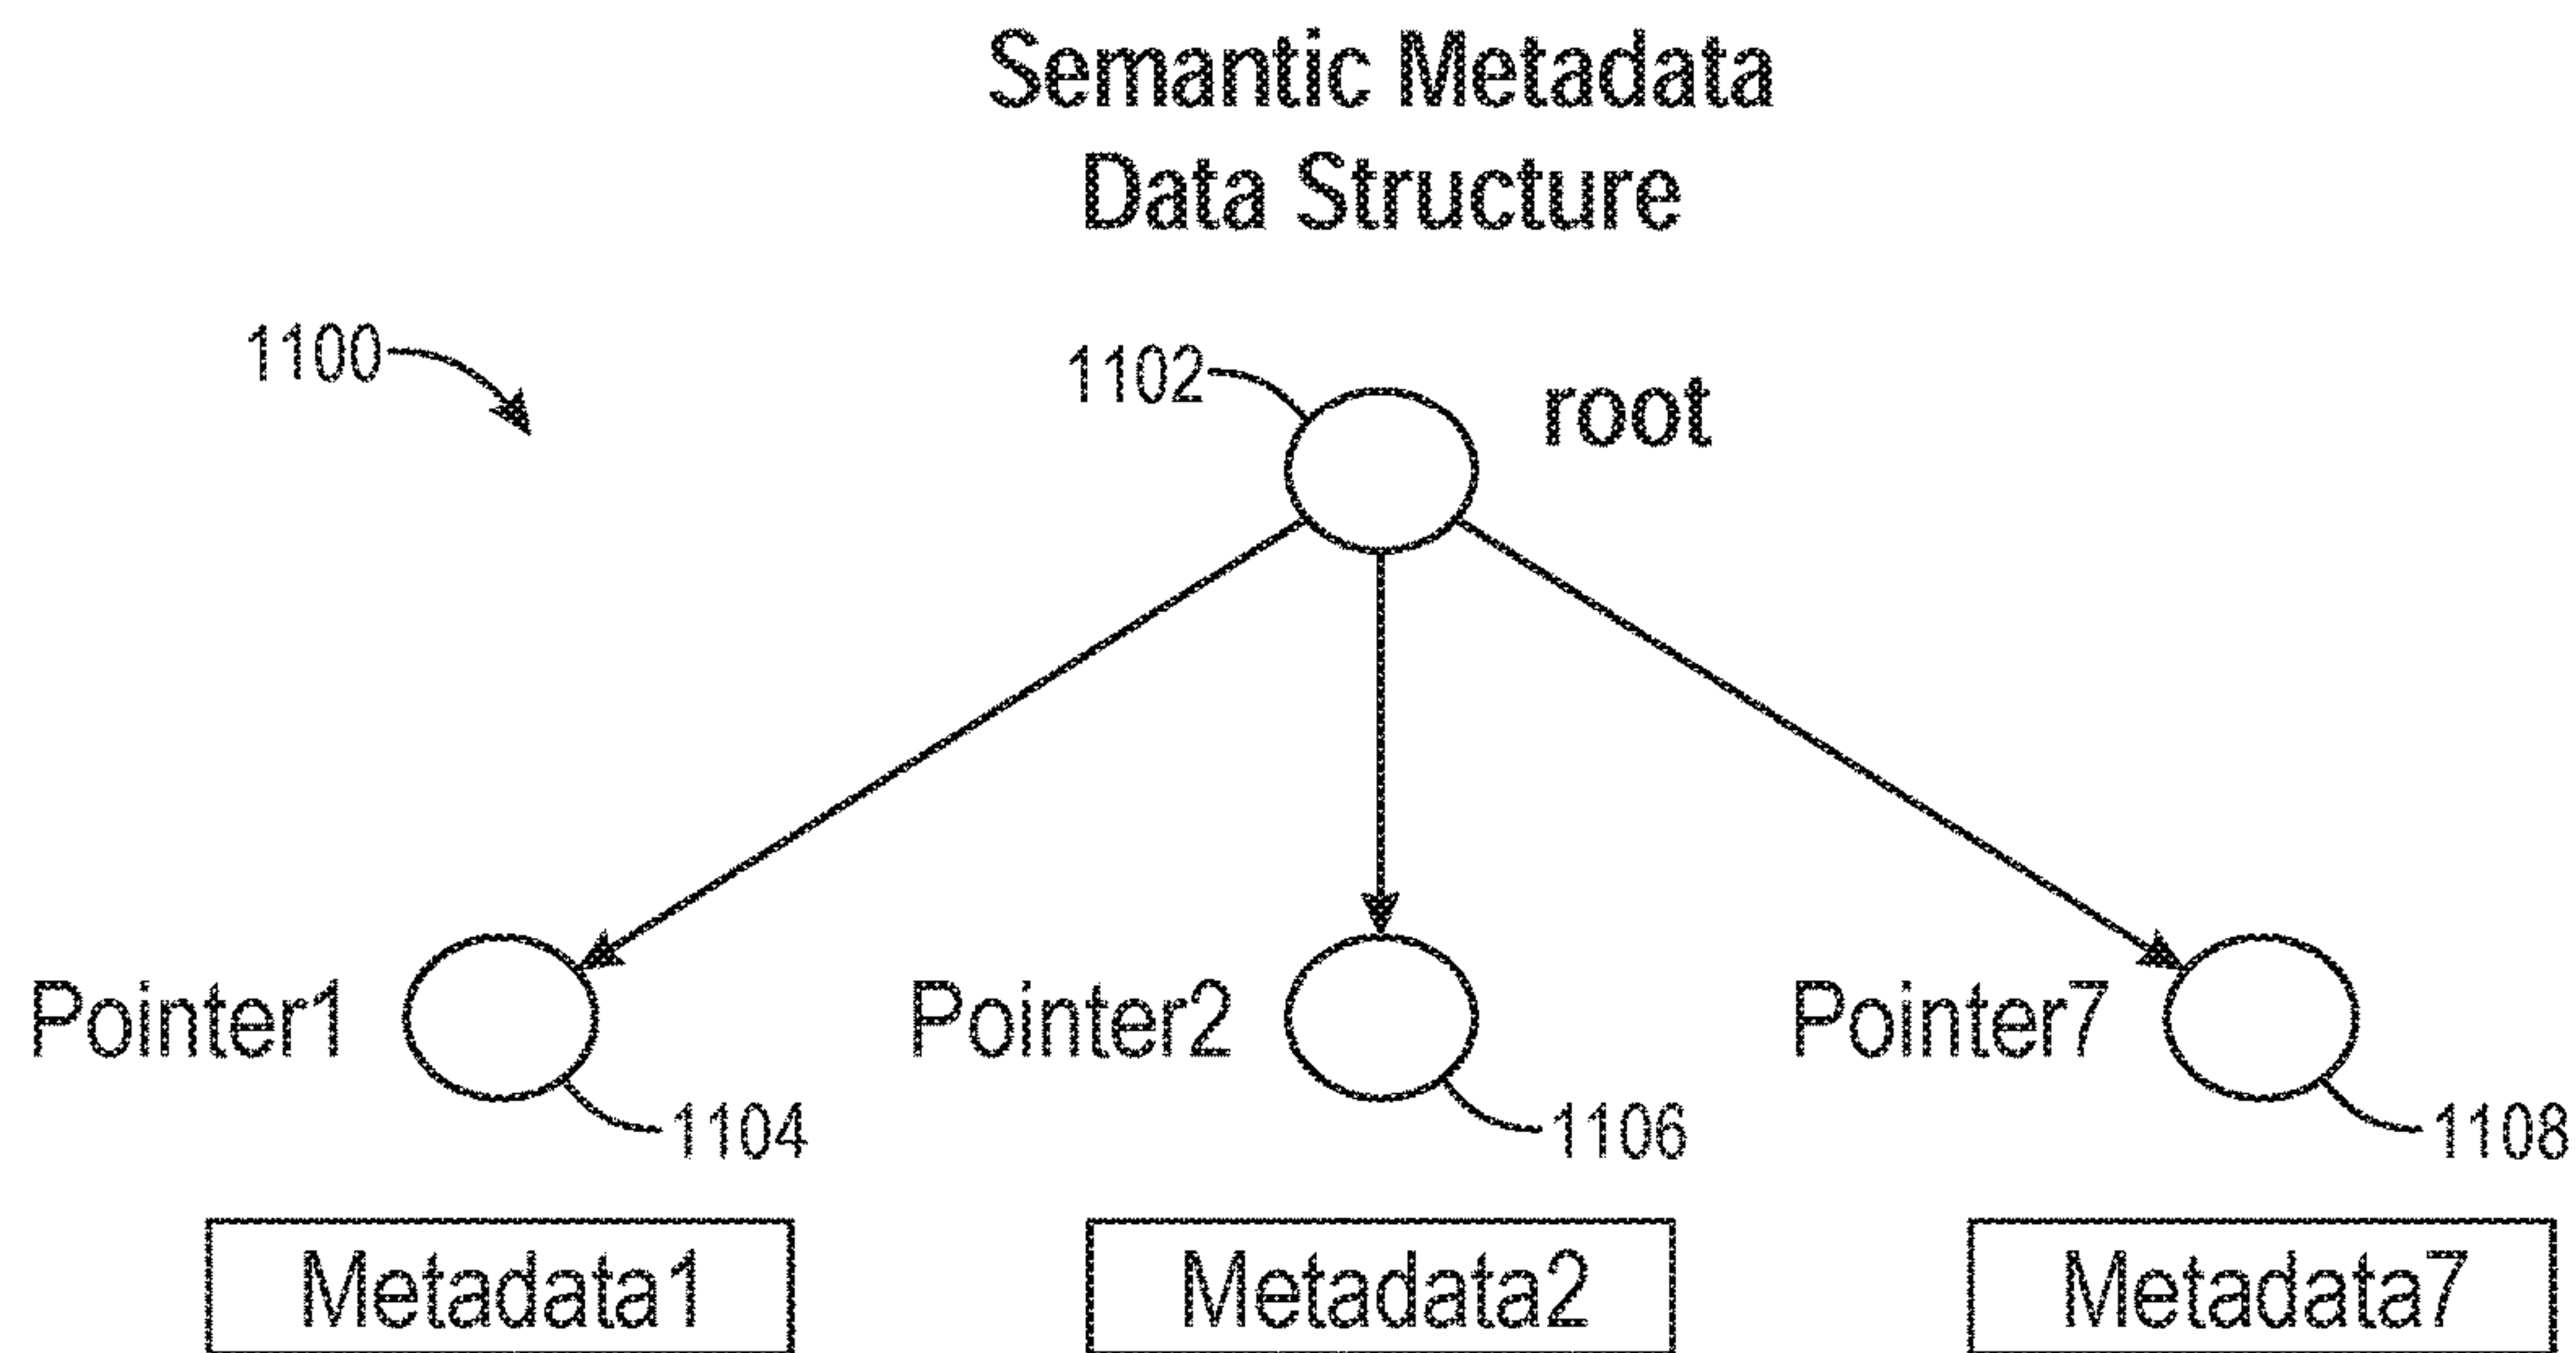 Semantic Metadata
Data Structure
1100
1102
root
Pointer1
Pointer2
Pointer7
1104
1106
1108
Metadata1
Metadata2
Metadata7